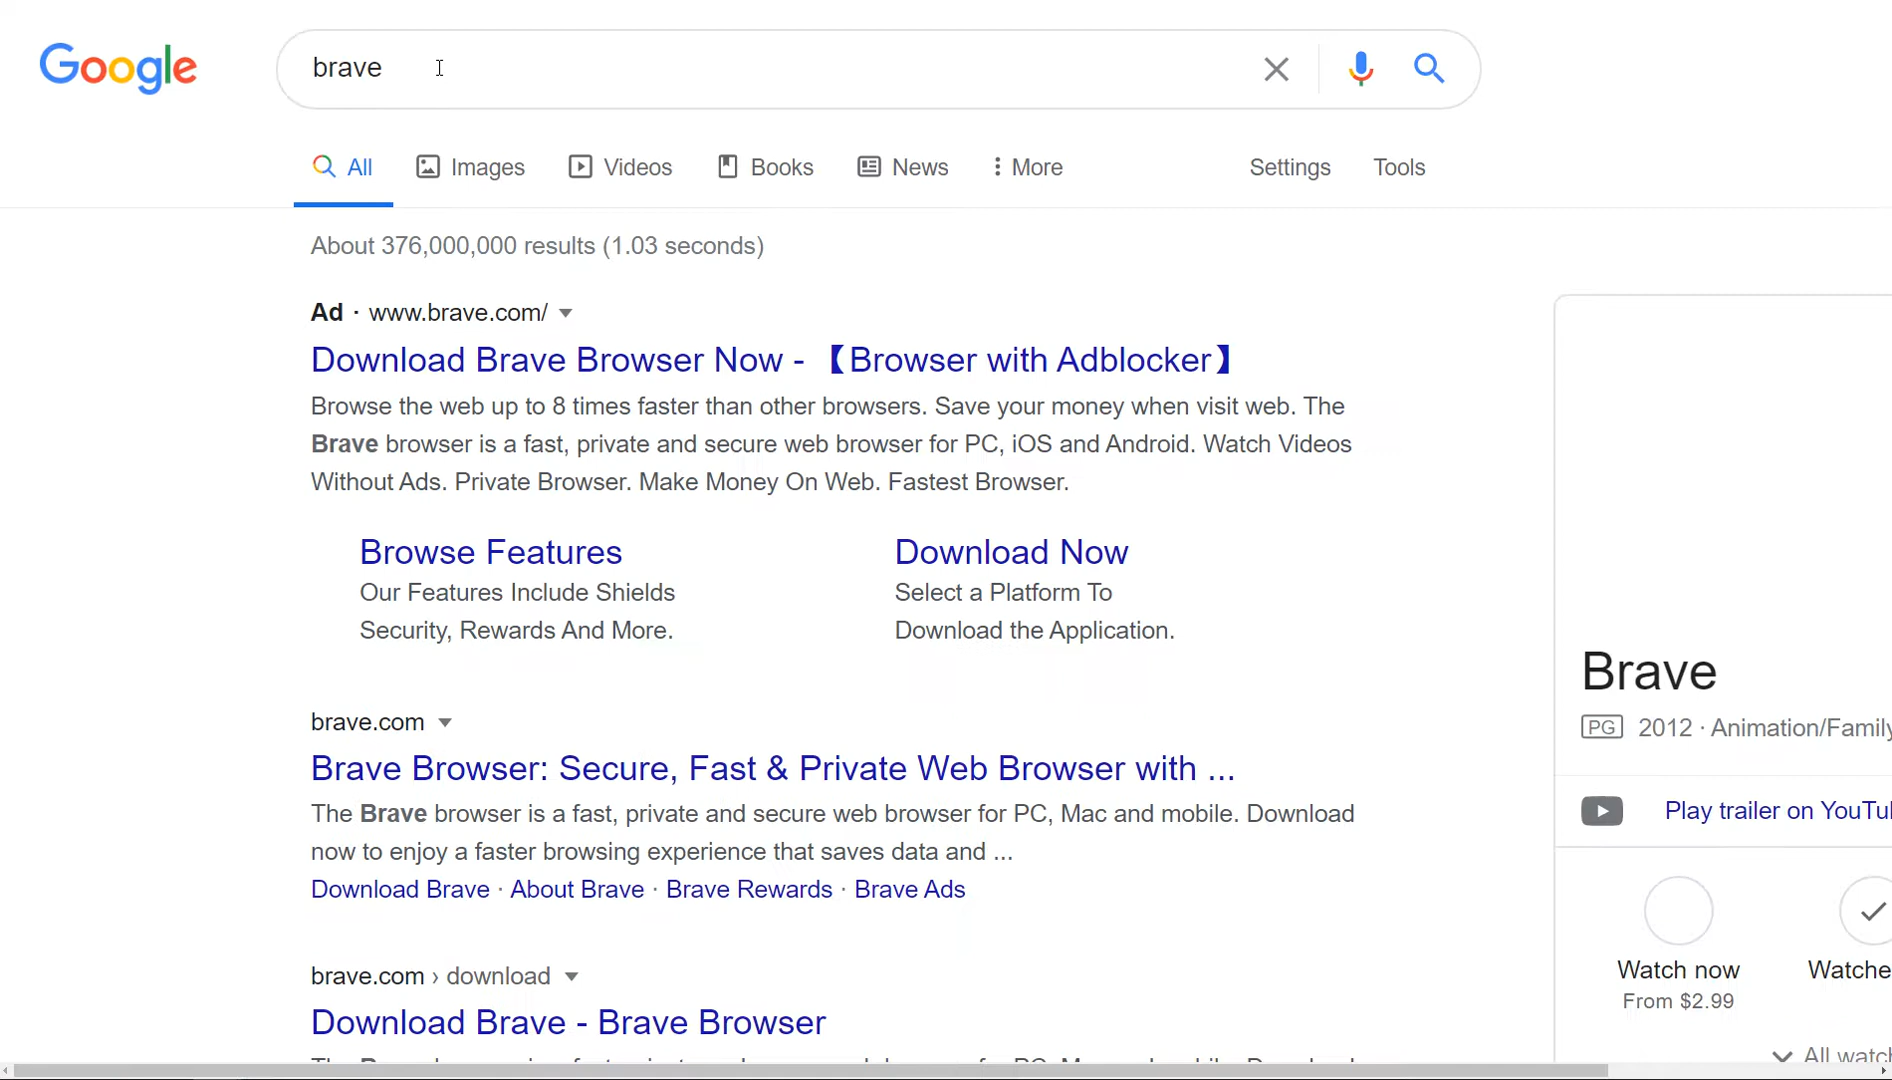 Google
brave
All
Images
Videos
Books
News
More
Settings
Tools
About 376,000,000 results (1.03 seconds)
Ad · www.brave.com/
Download Brave Browser Now - 【Browser with Adblocker】
Browse the web up to 8 times faster than other browsers. Save your money when visit web. The
Brave browser is a fast, private and secure web browser for PC, iOS and Android. Watch Videos
Without Ads. Private Browser. Make Money On Web. Fastest Browser.
Browse Features
Our Features Include Shields
Security, Rewards And More.
Download Now
Select a Platform To
Download the Application.
brave.com
Brave Browser: Secure, Fast & Private Web Browser with ...
The Brave browser is a fast, private and secure web browser for PC, Mac and mobile. Download
now to enjoy a faster browsing experience that saves data and ...
Download Brave · About Brave · Brave Rewards · Brave Ads
brave.com › download
Download Brave - Brave Browser
Brave
PG 2012 · Animation/Family
Play trailer on YouTu
Watch now
From $2.99
Watche
All watch